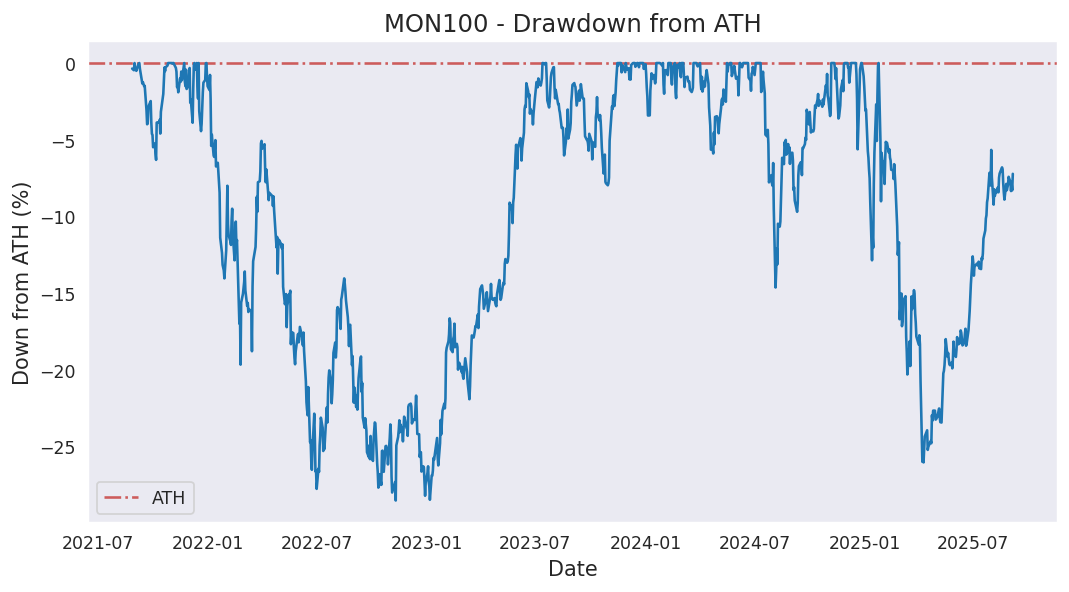 MON100 - Drawdown from ATH
Down from ATH (%)
0
−5
−10
−15
−20
−25
ATH
2021-07 2022-01 2022-07 2023-01 2023-07 2024-01 2024-07 2025-01 2025-07
Date